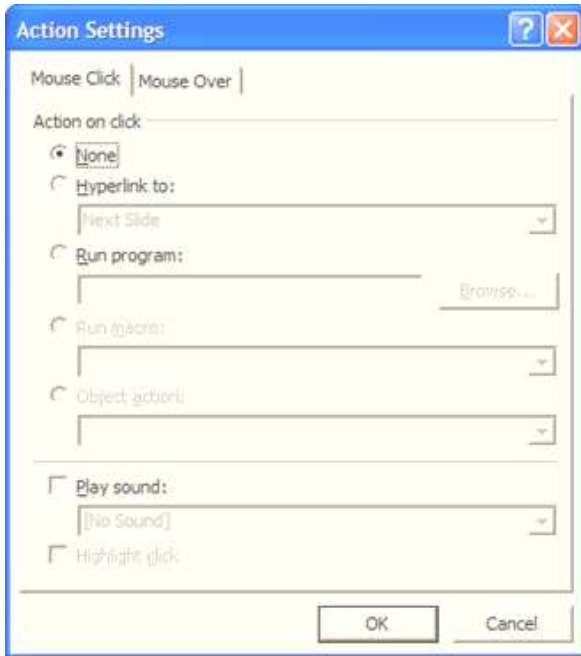 Action Settings
Mouse Click Mouse Over
Action on click
None
Hyperlink to:
Next Slide
Run program:
Browse...
Run macro:
Object action:
Play sound:
[No Sound]
Highlight click
OK Cancel